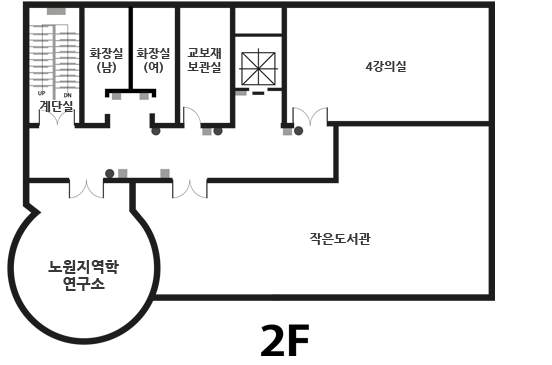 화장실
(남)
화장실
(여)
교보재
보관실
4강의실
UP
DN
계단실
작은도서관
노원지역학
연구소
2F